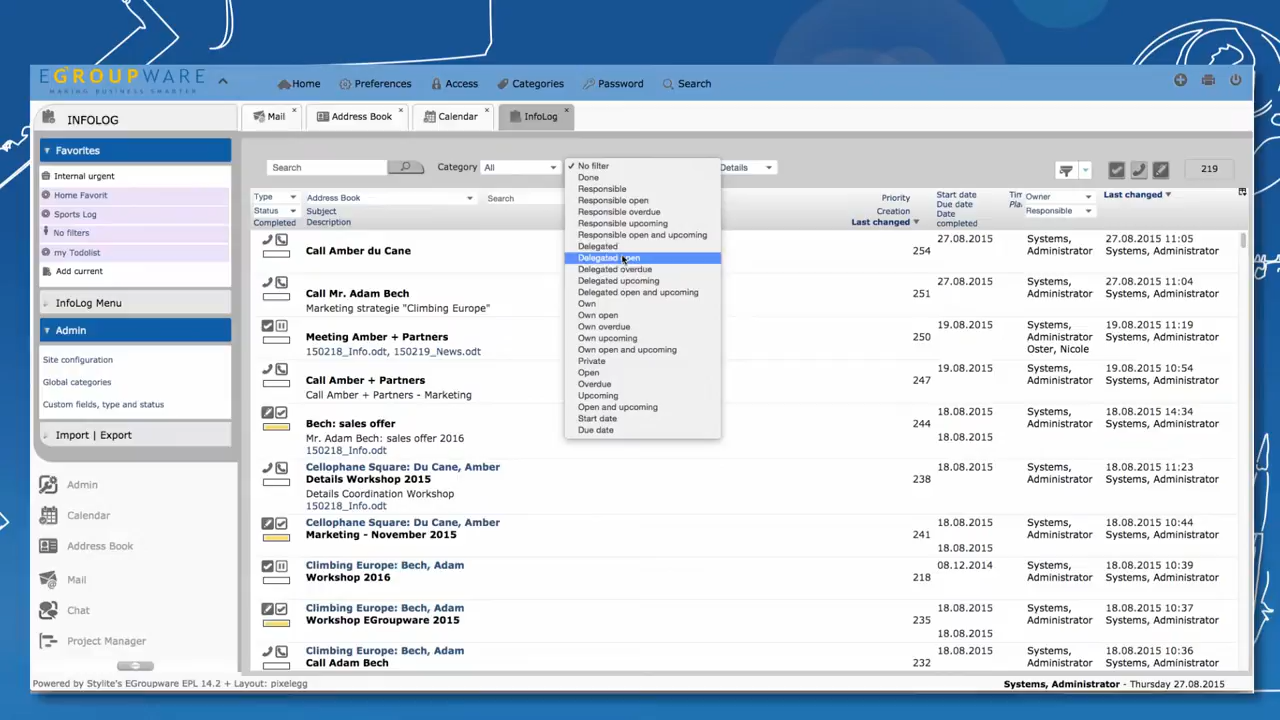 EGROUPWARE
MAKING BUSINESS SMARTER
Home
Preferences
Access
Categories
Password
Search
INFOLOG
Mail
Address Book
Calendar
InfoLog
Favorites
Internal urgent
Home Favorit
Sports Log
No filters
my Todolist
Add current
InfoLog Menu
Admin
Site configuration
Global categories
Custom fields, type and status
Import | Export
Admin
Calendar
Address Book
Mail
Chat
Project Manager
Search
Category
All
Details
219
No filter
Done
Responsible
Responsible open
Responsible overdue
Responsible upcoming
Responsible open and upcoming
Delegated
Delegated open
Delegated overdue
Delegated upcoming
Delegated open and upcoming
Own
Own open
Own overdue
Own upcoming
Own open and upcoming
Private
Open
Overdue
Upcoming
Open and upcoming
Start date
Due date
Type
Status
Completed
Address Book
Subject
Description
Search
Priority
Creation
Last changed
Start date
Due date
Date
completed
Owner
Responsible
Last changed
Call Amber du Cane
254
27.08.2015
Systems,
Administrator
27.08.2015 11:05
Systems, Administrator
Call Mr. Adam Bech
Marketing strategie "Climbing Europe"
251
27.08.2015
Systems,
Administrator
27.08.2015 11:04
Systems, Administrator
Meeting Amber + Partners
150218_Info.odt, 150219_News.odt
250
19.08.2015
Systems,
Administrator
Oster, Nicole
19.08.2015 11:19
Systems, Administrator
Call Amber + Partners
Call Amber + Partners - Marketing
247
19.08.2015
Systems,
Administrator
19.08.2015 10:54
Systems, Administrator
Bech: sales offer
Mr. Adam Bech: sales offer 2016
150218_Info.odt
244
18.08.2015
18.08.2015
Systems,
Administrator
18.08.2015 14:34
Systems, Administrator
Cellophane Square: Du Cane, Amber
Details Workshop 2015
Details Coordination Workshop
150218_Info.odt
238
18.08.2015
Systems,
Administrator
18.08.2015 11:23
Systems, Administrator
Cellophane Square: Du Cane, Amber
Marketing - November 2015
241
18.08.2015
18.08.2015
Systems,
Administrator
18.08.2015 10:44
Systems, Administrator
Climbing Europe: Bech, Adam
Workshop 2016
218
08.12.2014
Systems,
Administrator
18.08.2015 10:39
Systems, Administrator
Climbing Europe: Bech, Adam
Workshop EGroupware 2015
235
18.08.2015
18.08.2015
Systems,
Administrator
18.08.2015 10:37
Systems, Administrator
Climbing Europe: Bech, Adam
Call Adam Bech
232
18.08.2015
Systems,
Administrator
18.08.2015 10:36
Systems, Administrator
Powered by Stylite's EGroupware EPL 14.2 + Layout: pixelegg
Systems, Administrator - Thursday 27.08.2015